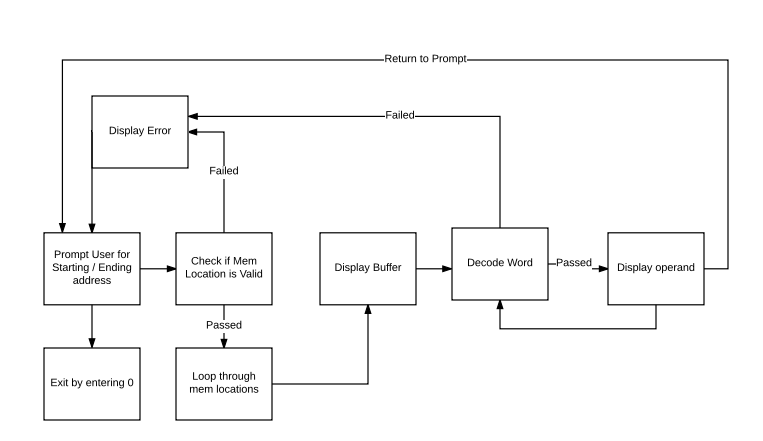 Return to Prompt
Failed
Display Error
Failed
Prompt User for
Starting / Ending
address
Check if Mem
Location is Valid
Display Buffer
Decode Word
Passed
Display operand
Passed
Exit by entering 0
Loop through
mem locations